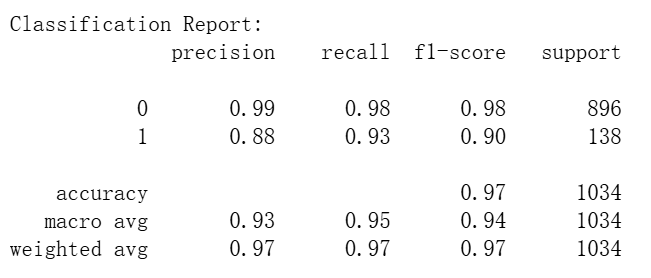 Classification Report:
precision recall f1-score support
0 0.99 0.98 0.98 896
1 0.88 0.93 0.90 138
accuracy 0.97 1034
macro avg 0.93 0.95 0.94 1034
weighted avg 0.97 0.97 0.97 1034